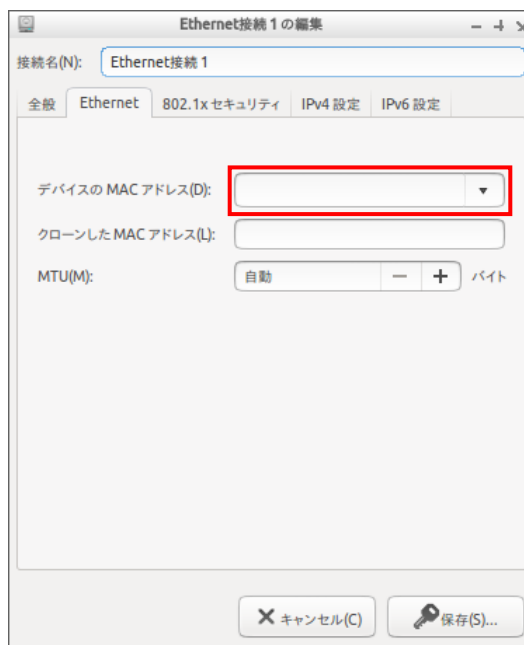 Ethernet接続 1 の編集
接続名(N): Ethernet接続 1
全般 Ethernet 802.1x セキュリティ IPv4 設定 IPv6 設定
デバイスの MAC アドレス(D):
クローンした MAC アドレス(L):
MTU(M): 自動 バイト
キャンセル(C) 保存(S)...